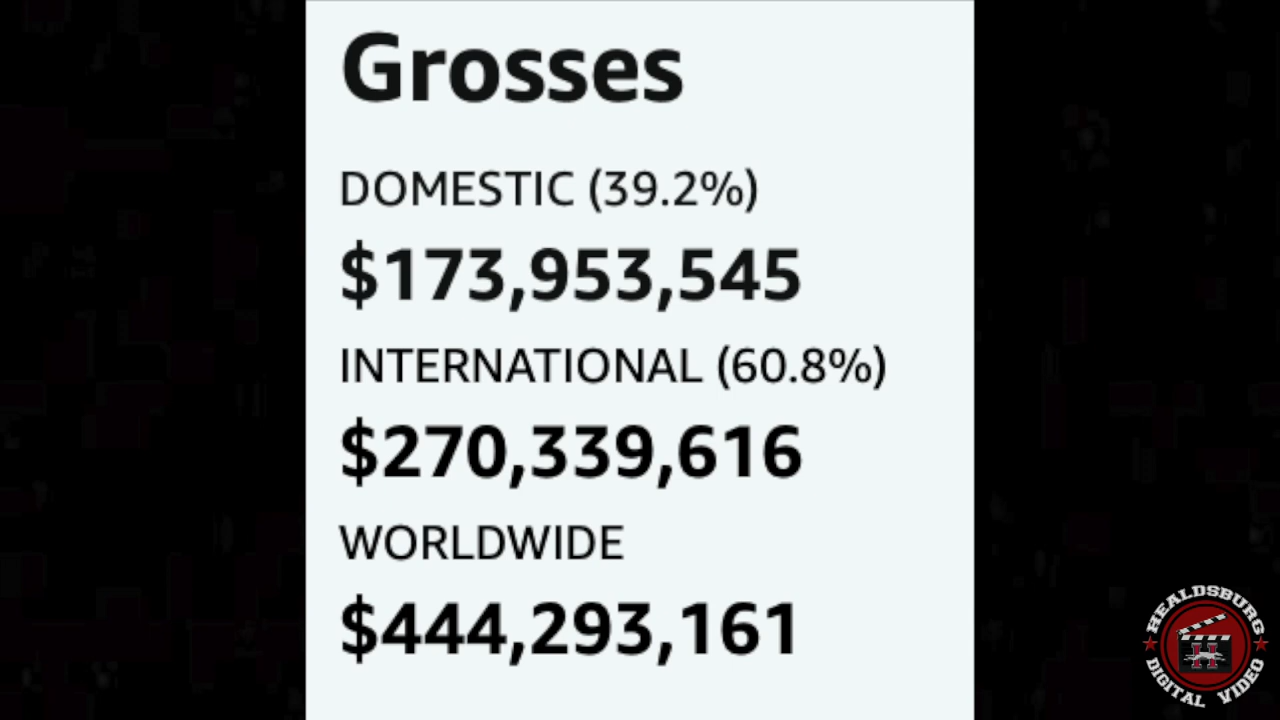 Grosses
DOMESTIC (39.2%)
$173,953,545
INTERNATIONAL (60.8%)
$270,339,616
WORLDWIDE
$444,293,161
HEALDSBURG
H
DIGITAL VIDEO